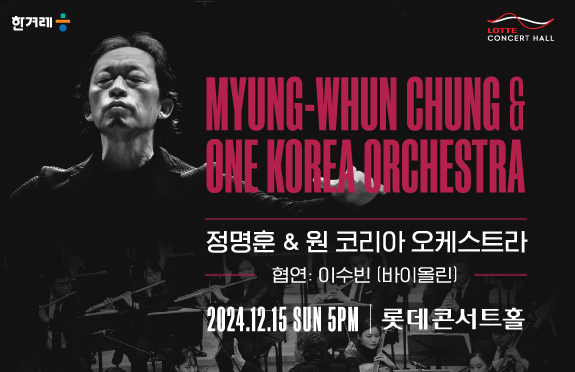 한겨레
LOTTE
CONCERT HALL
MYUNG-WHUN CHUNG &
ONE KOREA ORCHESTRA
정명훈 & 원 코리아 오케스트라
협연: 이수빈 (바이올린)
2024.12.15 SUN 5PM | 롯데콘서트홀